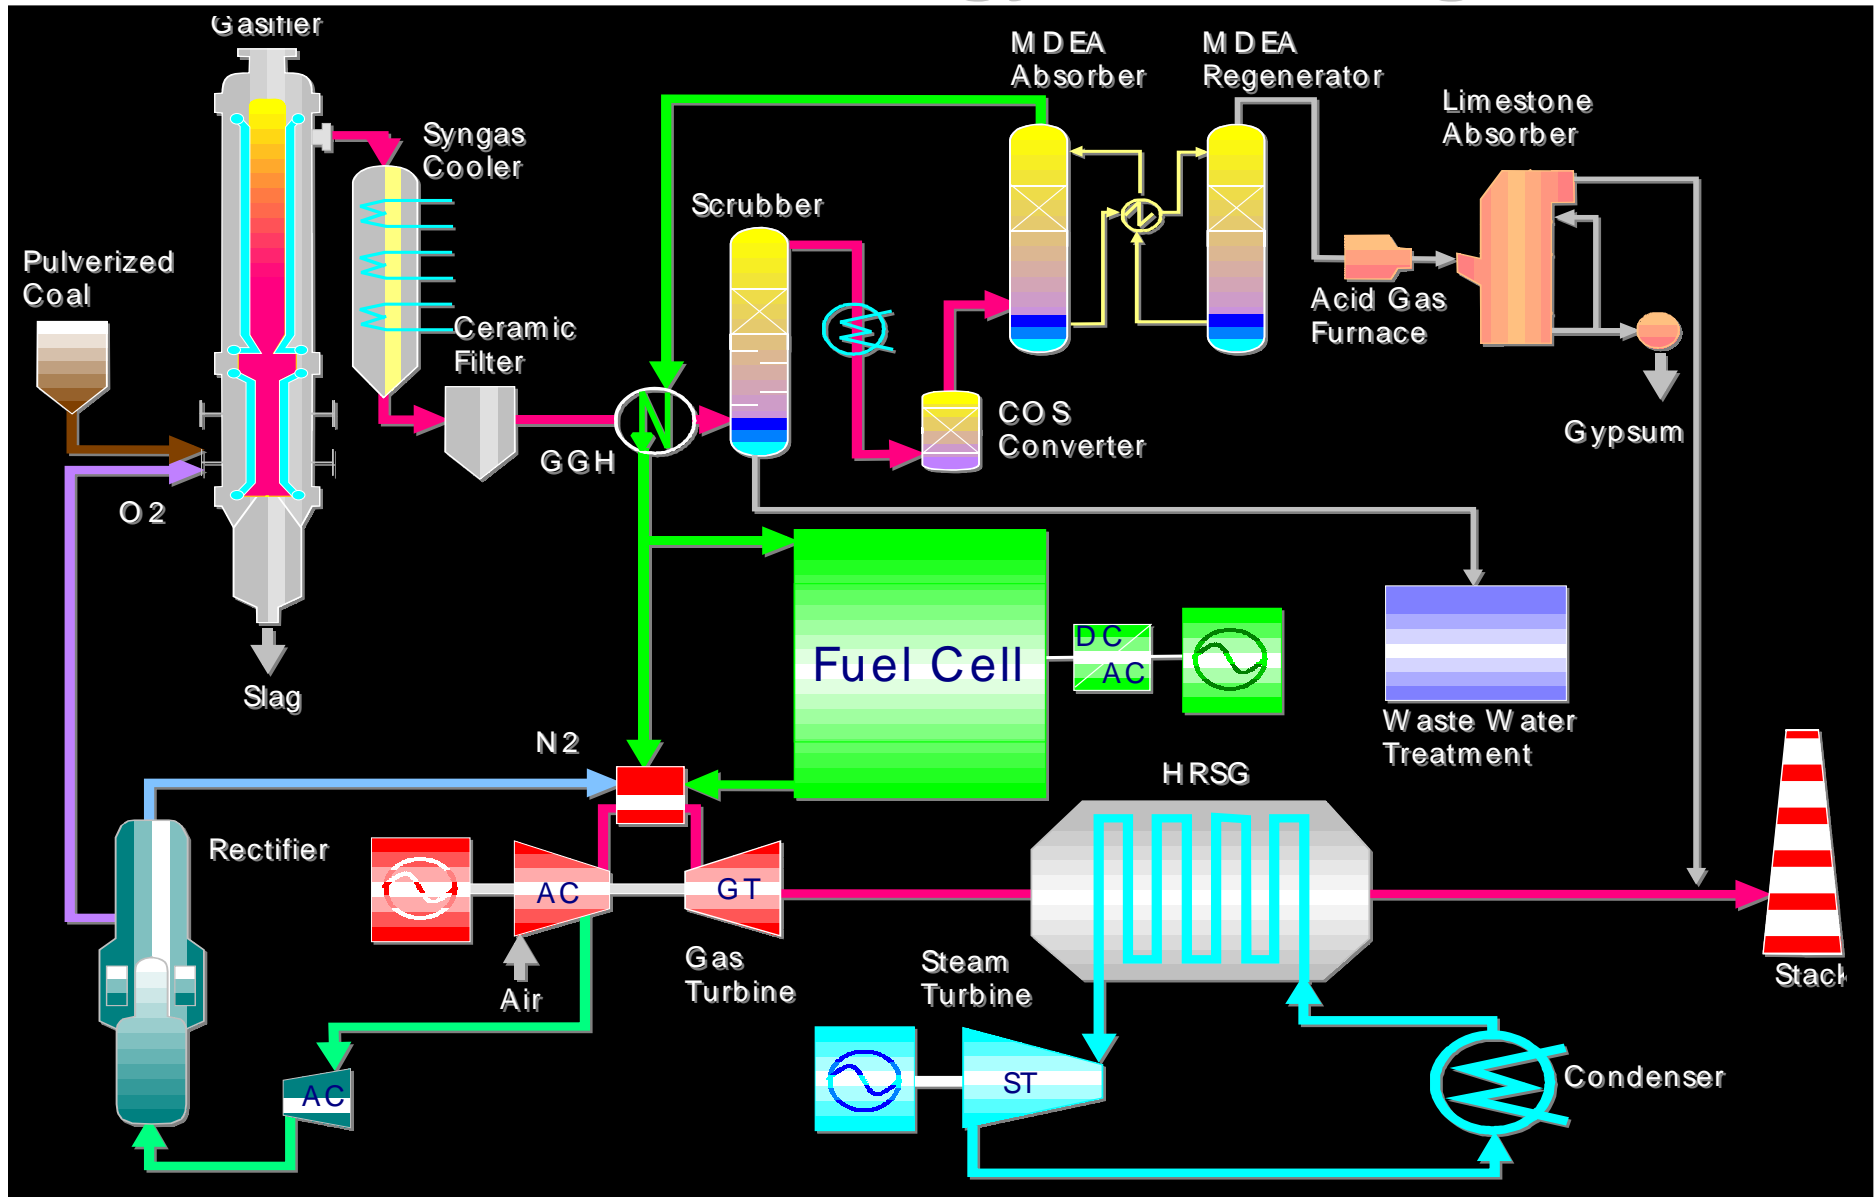 Gasifier
MDEA
Absorber
MDEA
Regenerator
Limestone
Absorber
Syngas
Cooler
Scrubber
Pulverized
Coal
Ceramic
Filter
Acid Gas
Furnace
COS
Converter
Gypsum
GGH
O2
Fuel Cell
DC
AC
Slag
Waste Water
Treatment
N2
HRSG
Rectifier
AC
GT
Gas
Turbine
Steam
Turbine
Air
Stack
AC
ST
Condenser